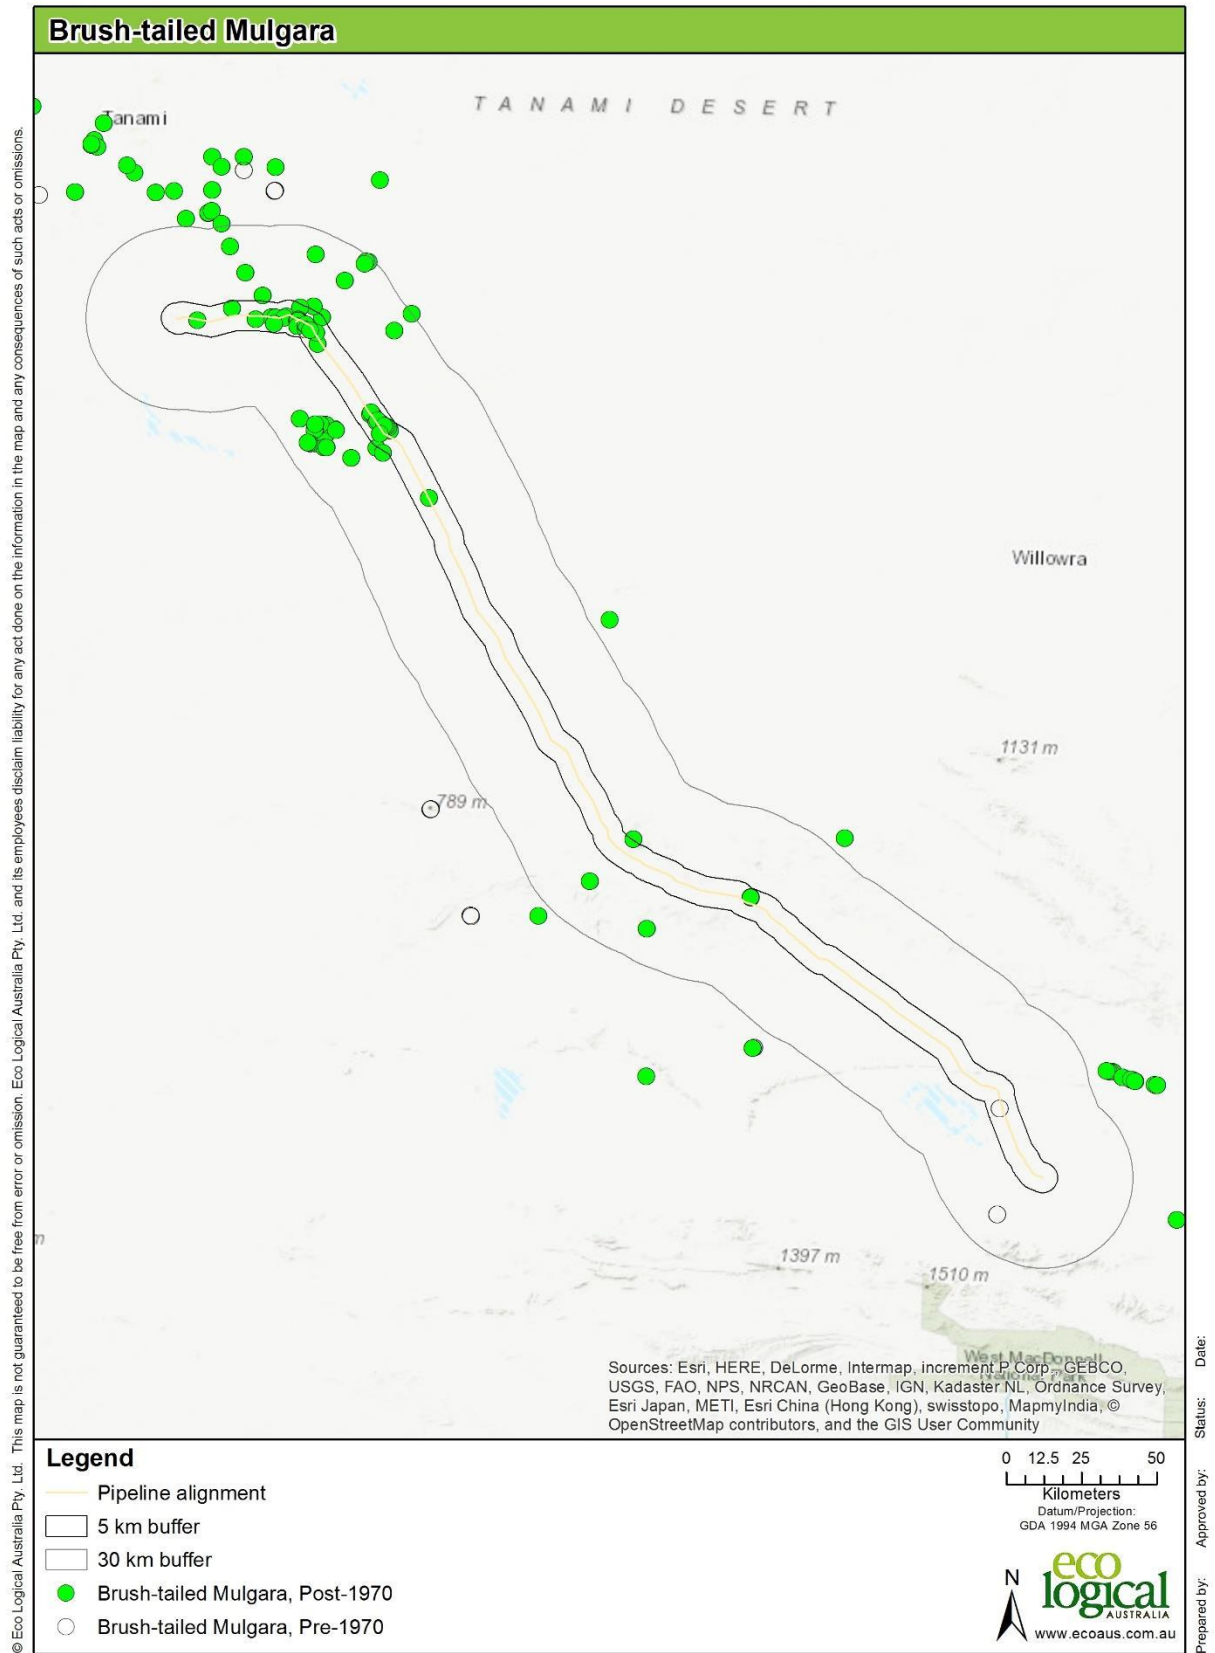 Brush-tailed Mulgara
TANAMI DESERT
Tanami
Willowra
1131 m
789 m
m
1397 m
1510 m
West MacDonnell
National Park
Sources: Esri, HERE, DeLorme, Intermap, increment P Corp., GEBCO,
USGS, FAO, NPS, NRCAN, GeoBase, IGN, Kadaster NL, Ordnance Survey,
Esri Japan, METI, Esri China (Hong Kong), swisstopo, MapmyIndia, ©
OpenStreetMap contributors, and the GIS User Community
Legend
Pipeline alignment
5 km buffer
30 km buffer
Brush-tailed Mulgara, Post-1970
Brush-tailed Mulgara, Pre-1970
0 12.5 25 50
Kilometers
Datum/Projection:
GDA 1994 MGA Zone 56
N
eco
logical
AUSTRALIA
www.ecoaus.com.au
© Eco Logical Australia Pty. Ltd. This map is not guaranteed to be free from error or omission. Eco Logical Australia Pty. Ltd. and its employees disclaim liability for any act done on the information in the map and any consequences of such acts or omissions.
Prepared by: Approved by: Status: Date: